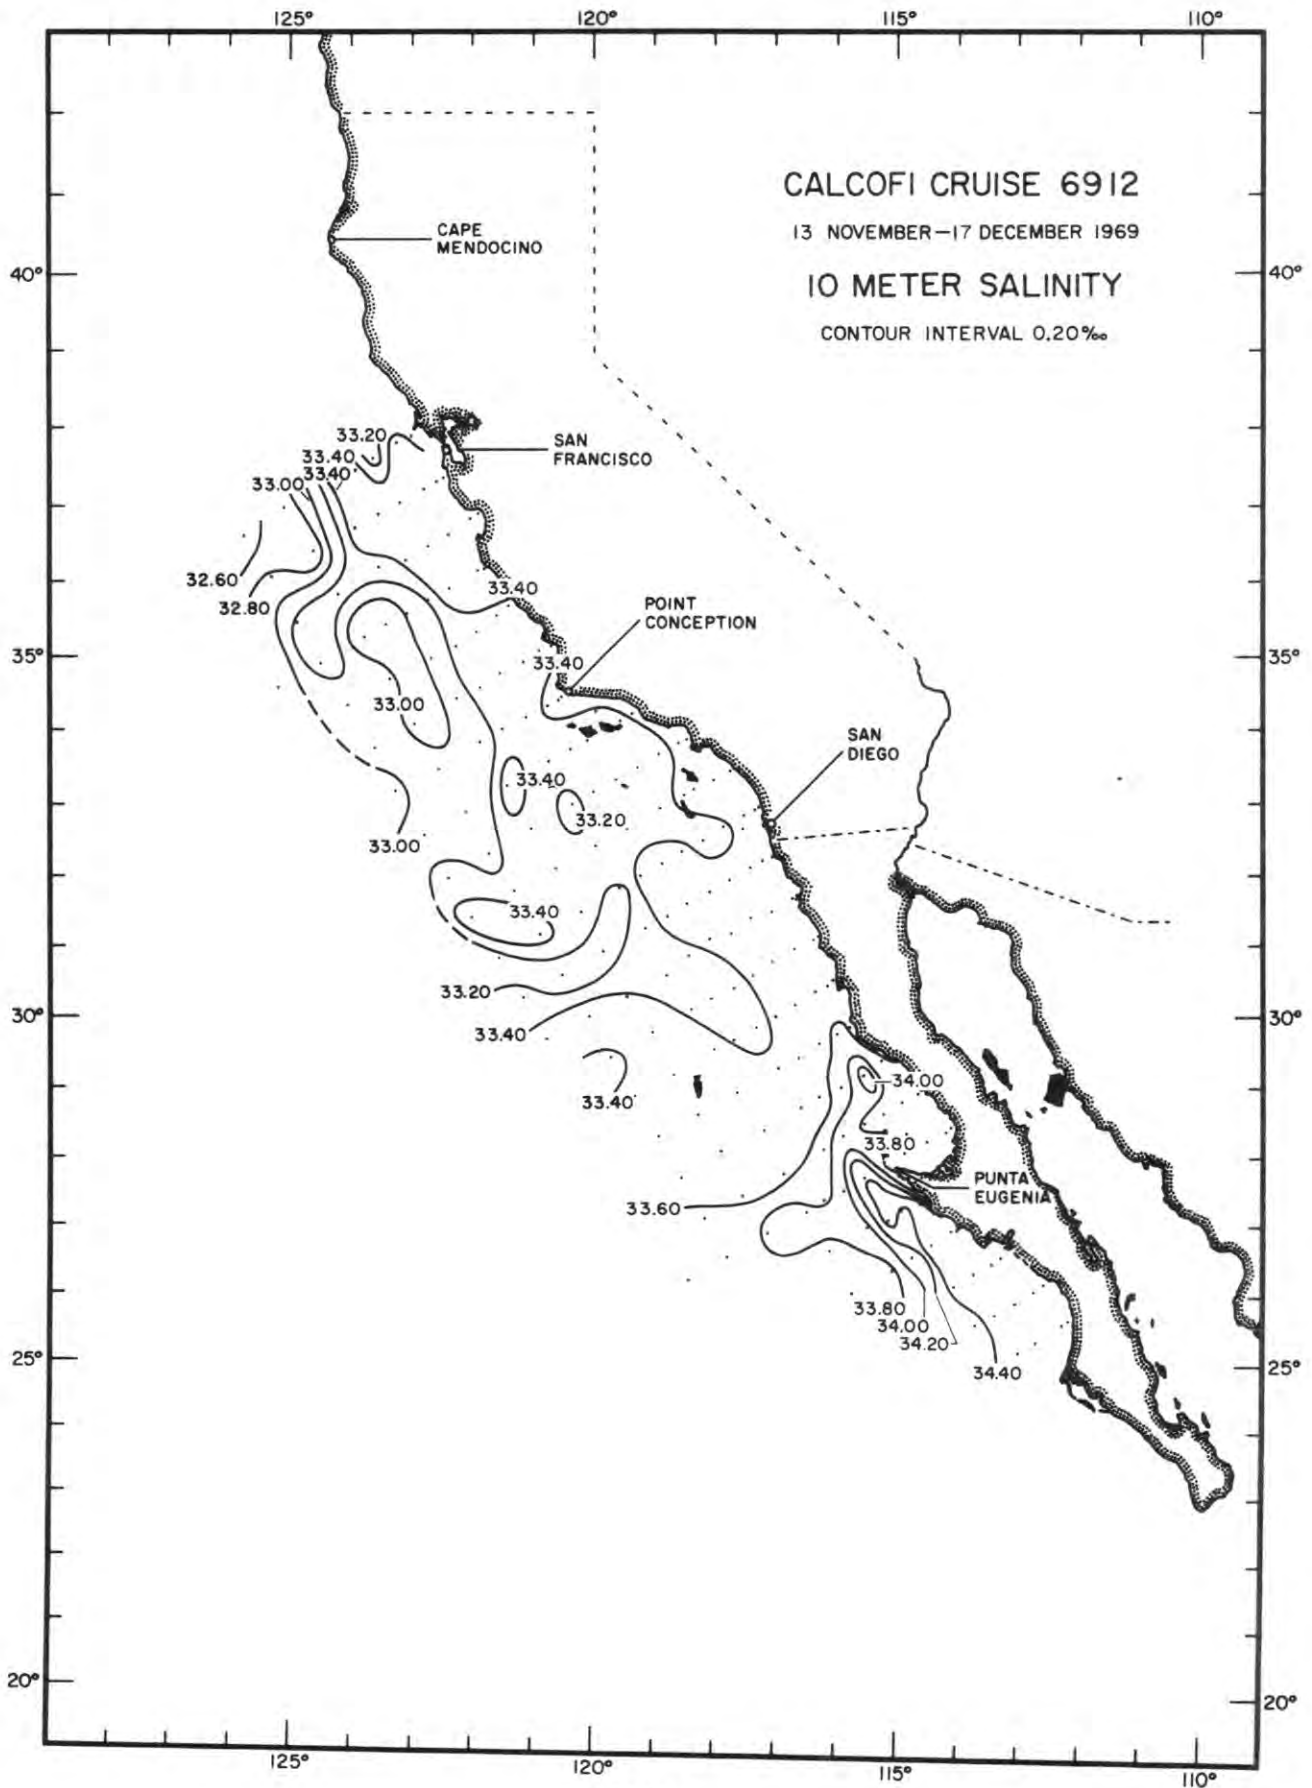 125° 120° 115° 110°
CALCOFI CRUISE 6912
13 NOVEMBER–17 DECEMBER 1969
10 METER SALINITY
CONTOUR INTERVAL 0.20‰
CAPE
MENDOCINO
40° 40°
33.20
SAN
FRANCISCO
33.40
33.40
33.00
32.60
32.80
33.40
POINT
CONCEPTION
35° 35°
33.40
33.00
SAN
DIEGO
33.40
33.20
33.00
33.40
33.20
30° 30°
33.40
34.00
33.40
33.80
PUNTA
EUGENIA
33.60
33.80
34.00
34.20
25° 25°
34.40
20° 20°
125° 120° 115° 110°